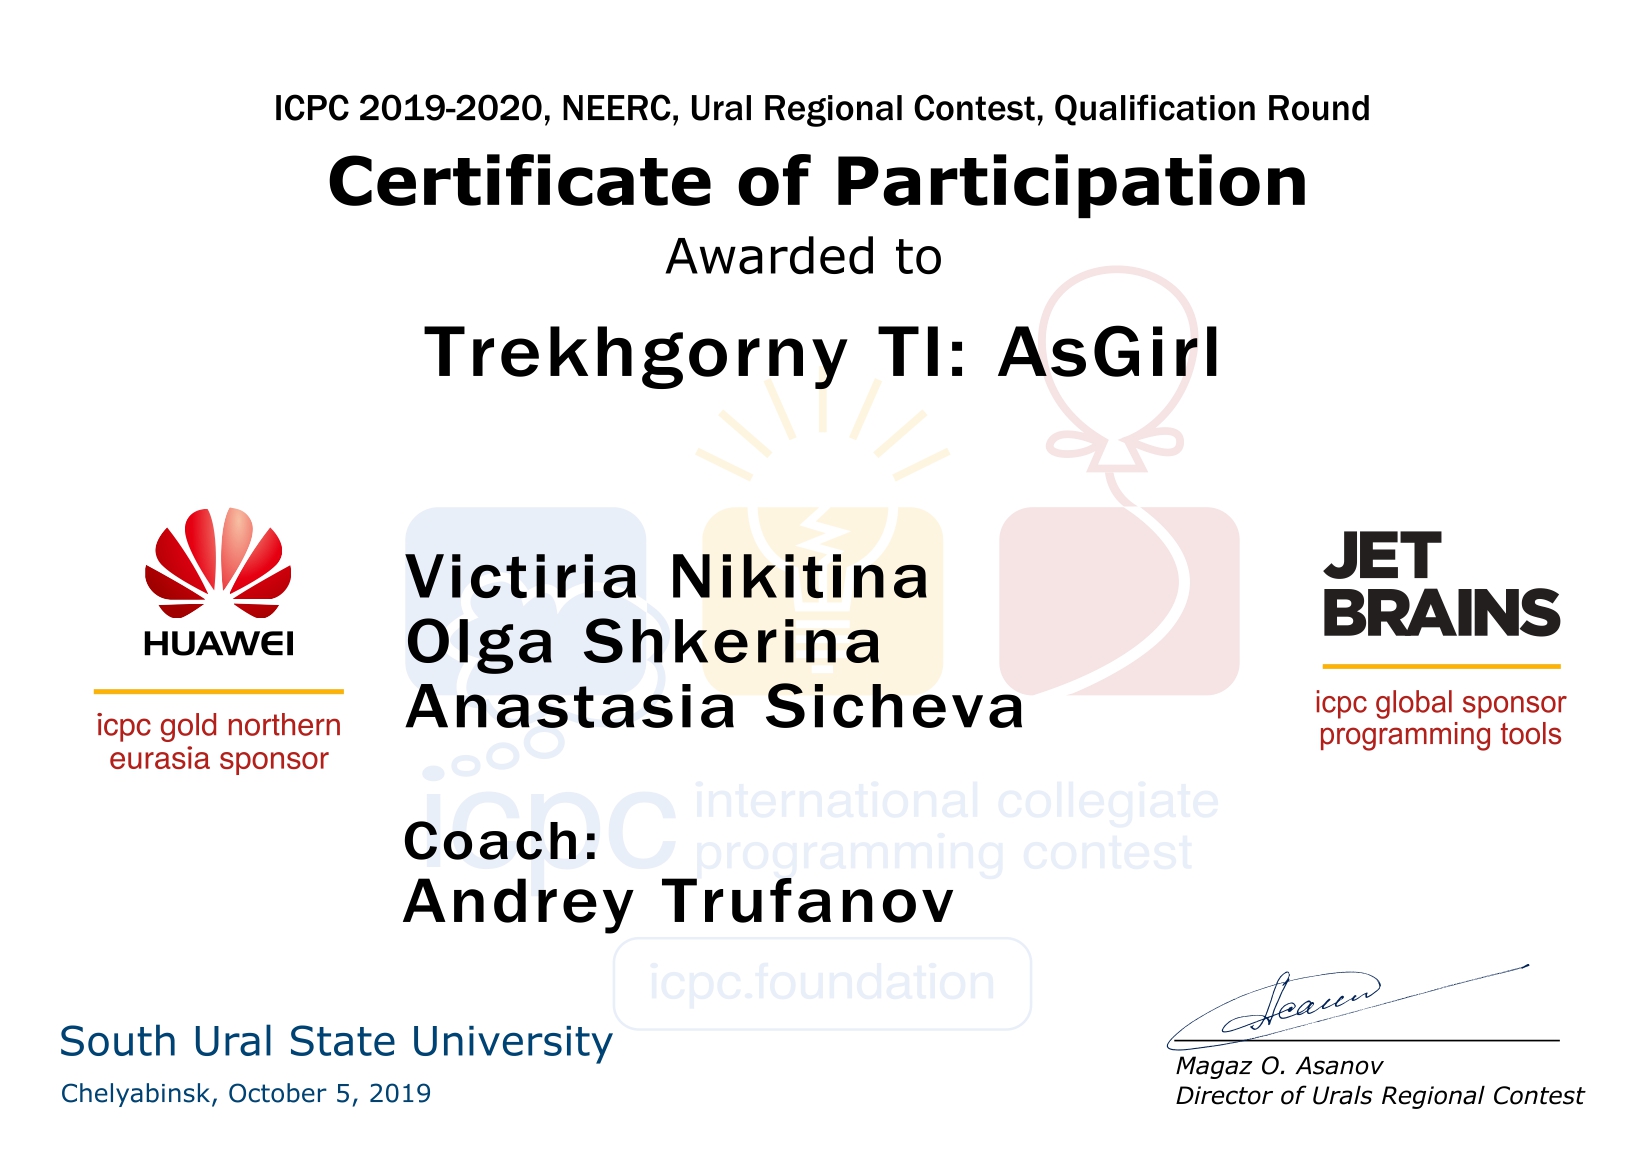 ICPC 2019-2020, NEERC, Ural Regional Contest, Qualification Round
Certificate of Participation
Awarded to
Trekhgorny TI: AsGirl
HUAWEI
icpc gold northern
eurasia sponsor
Victiria Nikitina
Olga Shkerina
Anastasia Sicheva
JET
BRAINS
icpc global sponsor
programming tools
icpc
international collegiate
programming contest
Coach:
Andrey Trufanov
icpc.foundation
South Ural State University
Chelyabinsk, October 5, 2019
Magaz O. Asanov
Director of Urals Regional Contest